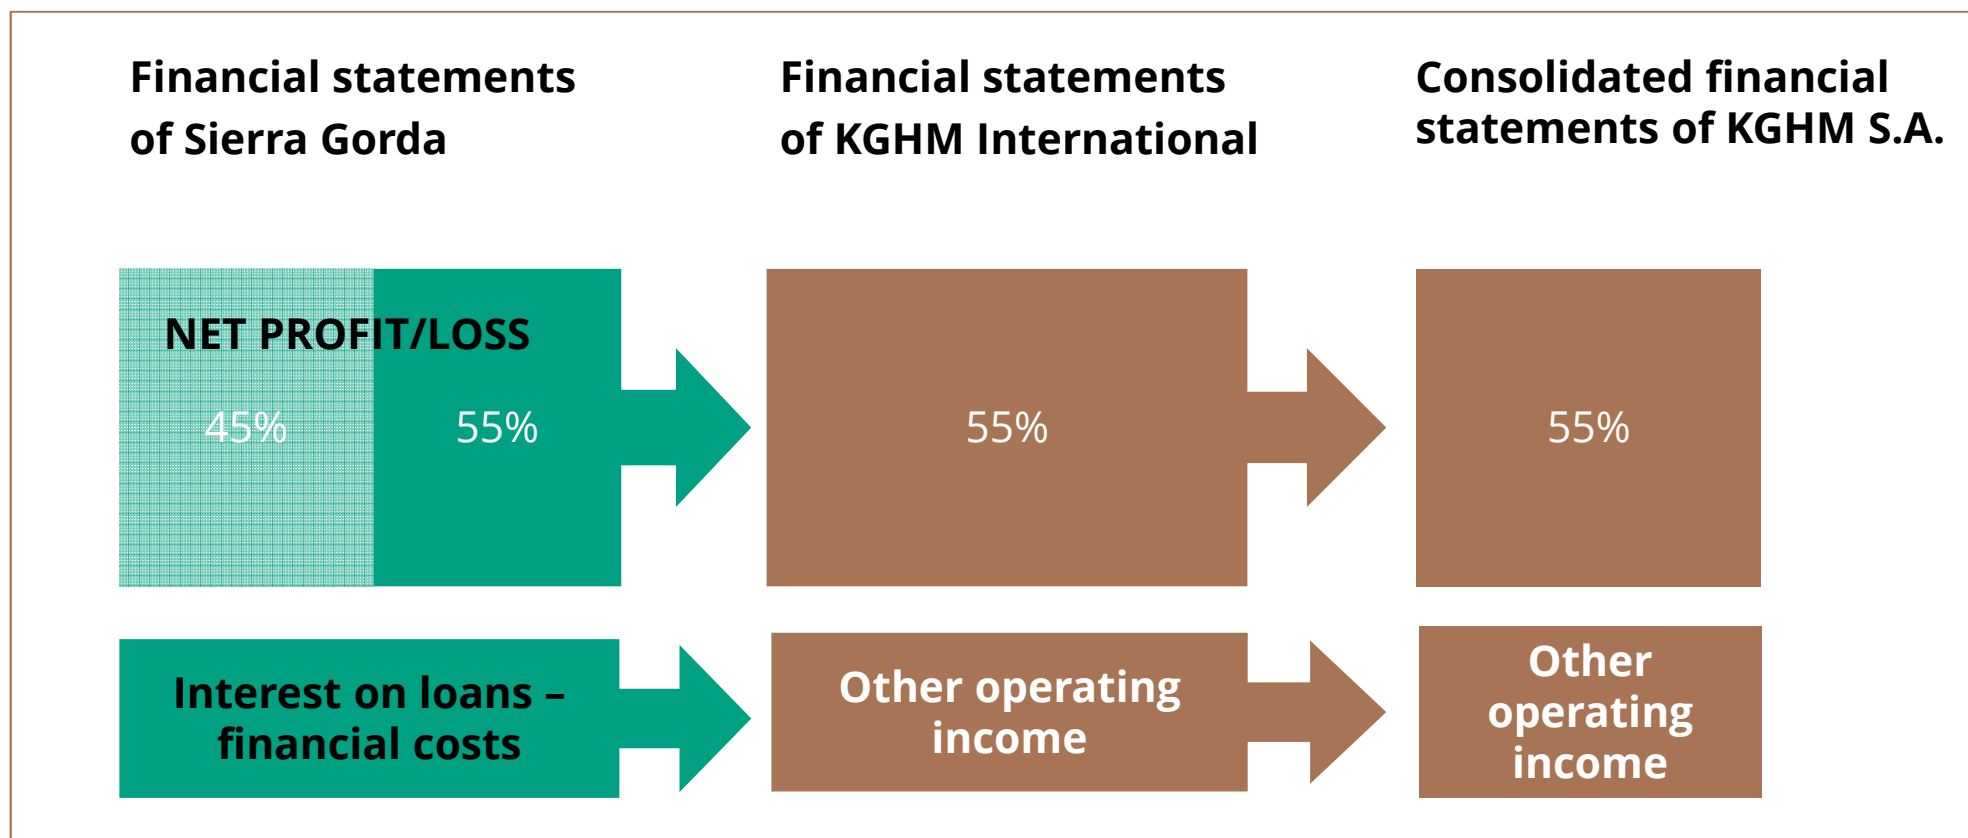 Financial statements
of Sierra Gorda
Financial statements
of KGHM International
Consolidated financial
statements of KGHM S.A.
NET PROFIT/LOSS
45%
55%
55%
55%
Interest on loans –
financial costs
Other operating
income
Other
operating
income